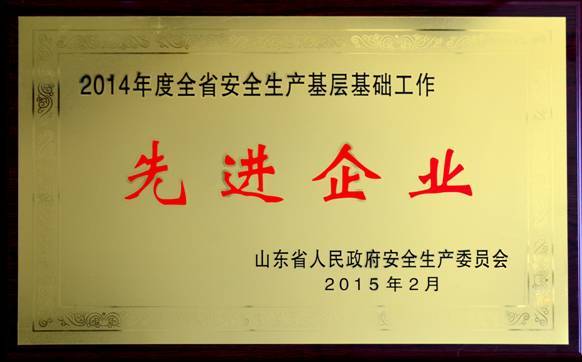 2014年度全省安全生产基层基础工作
先进企业
山东省人民政府安全生产委员会
2015年2月